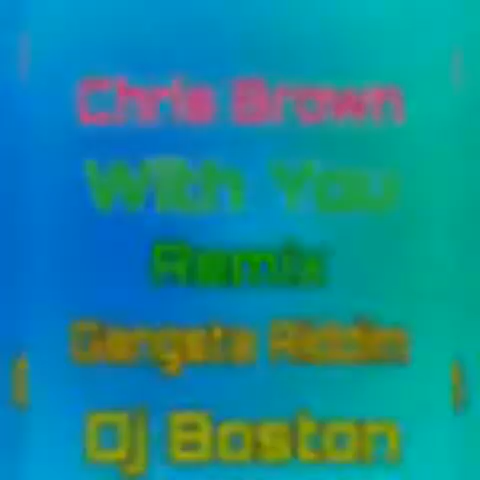 Chris Brown
With You
Remix
Gangsta Riddim
Dj Boston